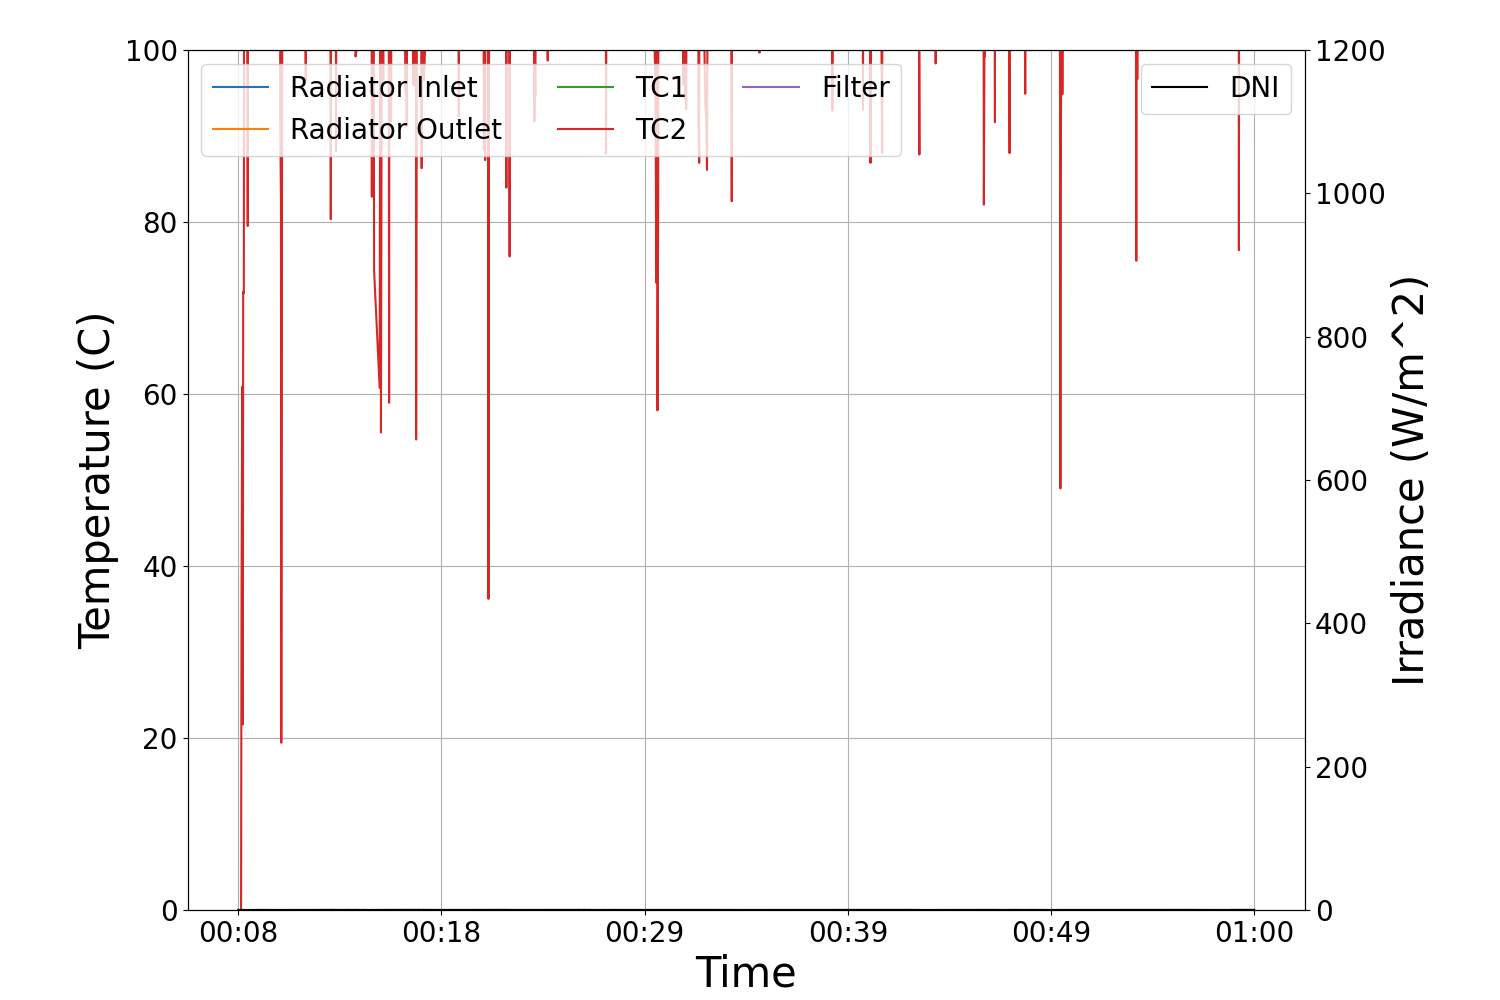 100
80
60
40
20
0
Temperature (C)
Radiator Inlet
Radiator Outlet
TC1
TC2
Filter
DNI
1200
1000
800
600
400
200
0
Irradiance (W/m^2)
00:08 00:18 00:29 00:39 00:49 01:00
Time